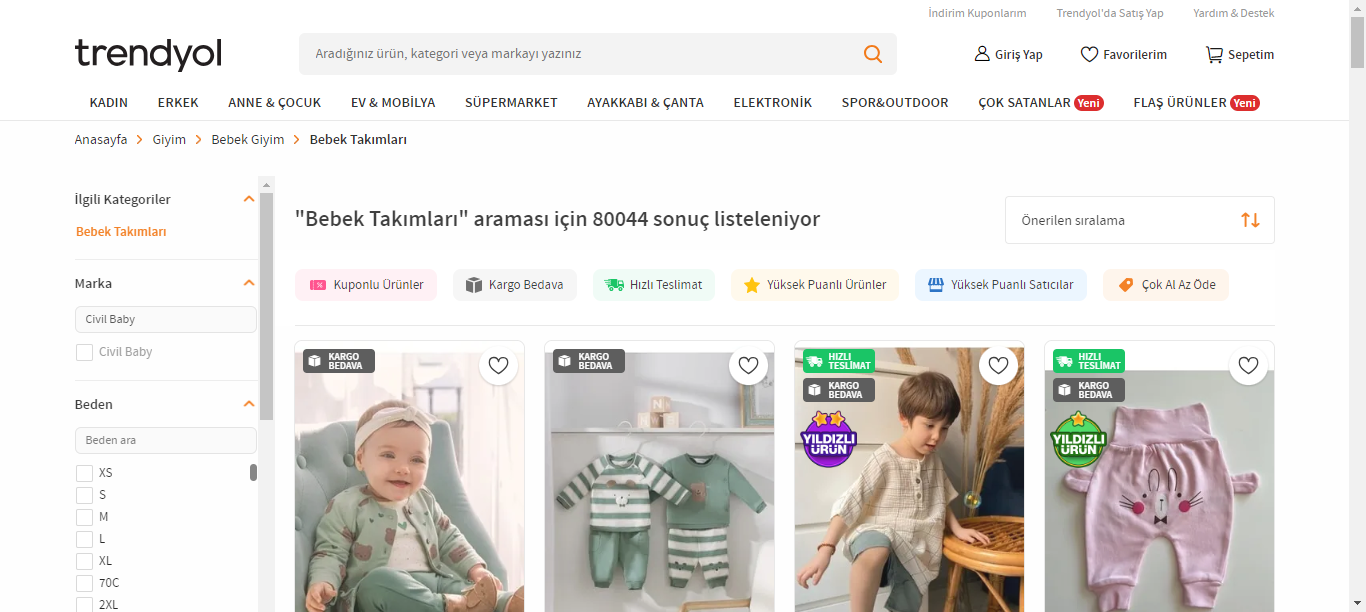 İndirim Kuponlarım Trendyol'da Satış Yap Yardım & Destek
trendyol
Aradığınız ürün, kategori veya markayı yazınız
Giriş Yap Favorilerim Sepetim
KADIN ERKEK ANNE & ÇOCUK EV & MOBİLYA SÜPERMARKET AYAKKABI & ÇANTA ELEKTRONİK SPOR&OUTDOOR ÇOK SATANLAR Yeni FLAŞ ÜRÜNLER Yeni
Anasayfa Giyim Bebek Giyim Bebek Takımları
İlgili Kategoriler
Bebek Takımları
Marka
Civil Baby
Civil Baby
Beden
Beden ara
XS
S
M
L
XL
70C
2XL
"Bebek Takımları" araması için 80044 sonuç listeleniyor
Önerilen sıralama
Kuponlu Ürünler Kargo Bedava Hızlı Teslimat Yüksek Puanlı Ürünler Yüksek Puanlı Satıcılar Çok Al Az Öde
KARGO
BEDAVA
KARGO
BEDAVA
HIZLI
TESLİMAT
KARGO
BEDAVA
YILDIZLI
ÜRÜN
HIZLI
TESLİMAT
KARGO
BEDAVA
YILDIZLI
ÜRÜN